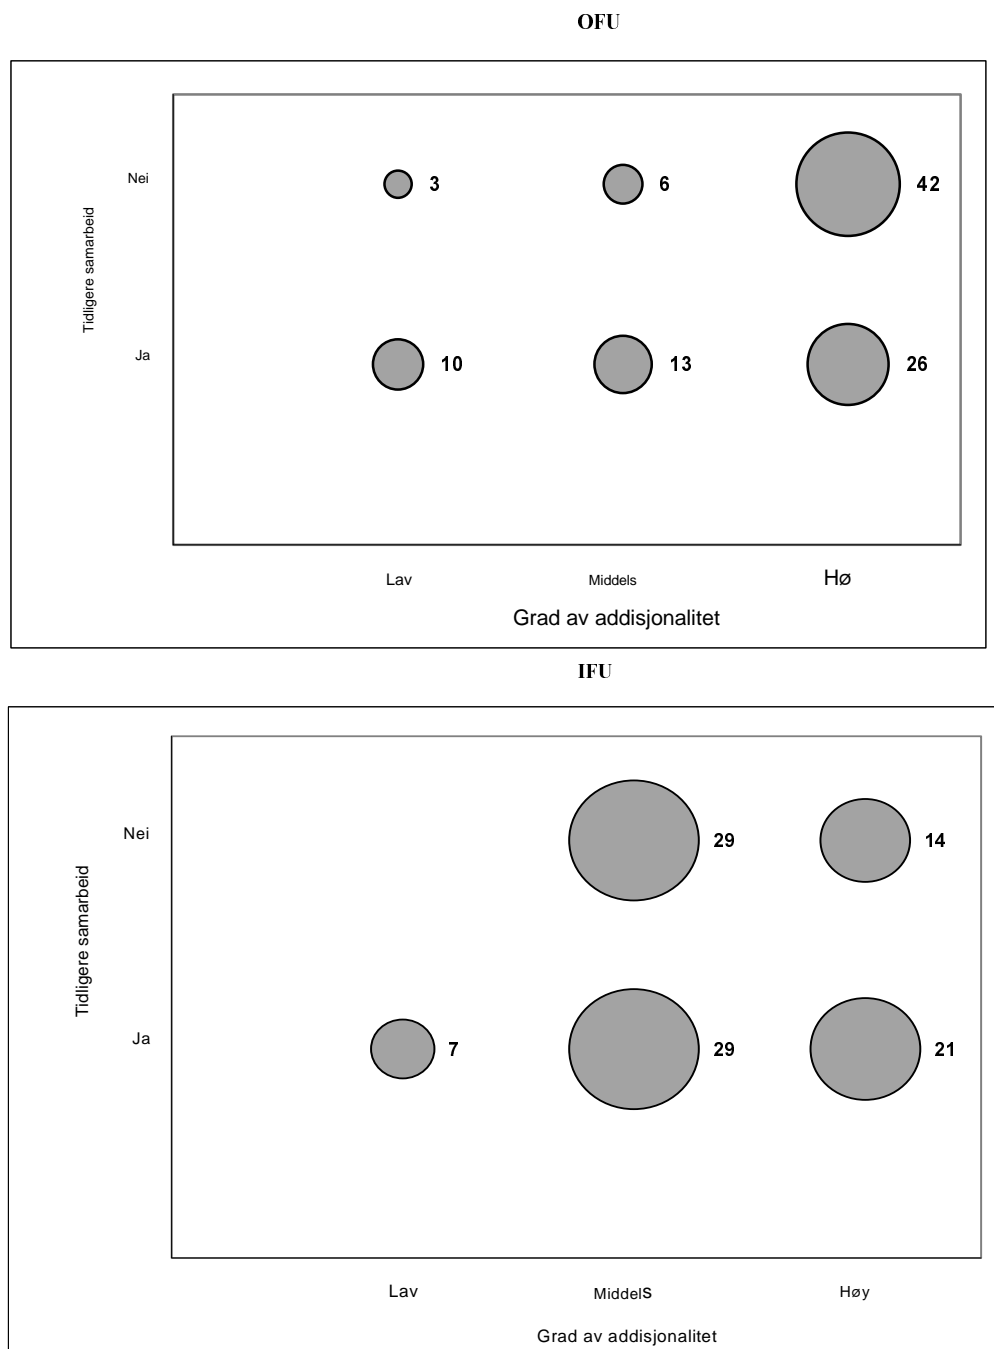 OFU
Nei
3
6
42
Tidligere samarbeid
Ja
10
13
26
Lav
Middels
Hø
Grad av addisjonalitet
IFU
Nei
29
14
Tidligere samarbeid
Ja
7
29
21
Lav
Middels
Høy
Grad av addisjonalitet